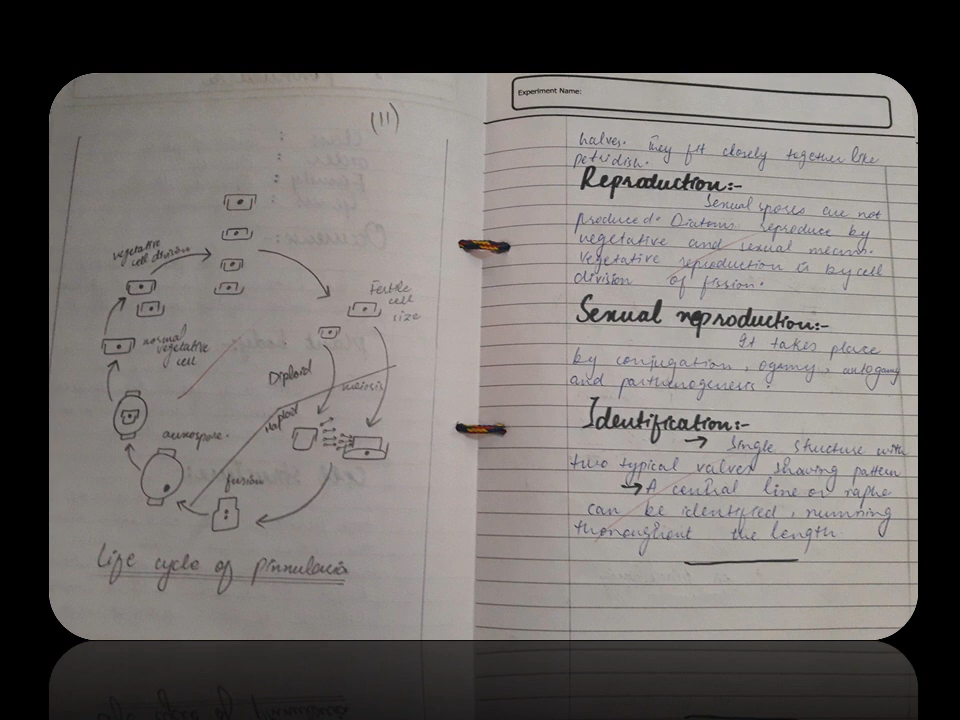 (11)
vegetative
cell division
Fertile
cell
size
normal
vegetative
cell
Diploid
meiosis
Haploid
auxospore.
fusion
Life cycle of pinnularia
Experiment Name:
halves. They fit closely together like
petridish.
Reproduction:-
Sexual spores are not
produced. Diatoms reproduce by
vegetative and sexual means.
Vegetative reproduction is by cell
division of fission.
Sexual reproduction:-
It takes place
by conjugation, ogamy, autogamy
and parthenogenesis.
Identification:-
→ Single structure with
two typical valves shaving pattern
→ A central line or raphe
can be identified, running
thoroughout the length.